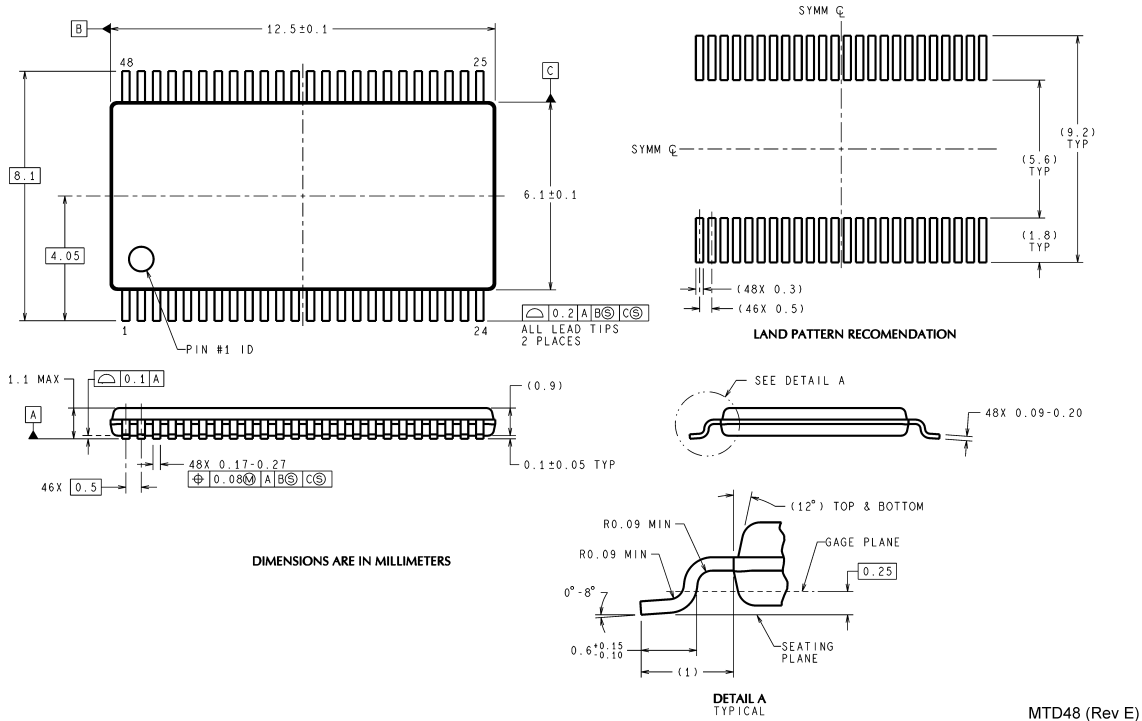 B
12.5±0.1
48
25
C
8.1
4.05
6.1±0.1
1
24
PIN #1 ID
0.2 A BⓈ CⓈ
ALL LEAD TIPS
2 PLACES
SYMM ℄
SYMM ℄
(9.2)
TYP
(5.6)
TYP
(1.8)
TYP
(48X 0.3)
(46X 0.5)
LAND PATTERN RECOMENDATION
1.1 MAX
0.1 A
A
(0.9)
48X 0.17-0.27
⌖ 0.08Ⓜ A BⓈ CⓈ
46X 0.5
0.1±0.05 TYP
SEE DETAIL A
48X 0.09-0.20
DIMENSIONS ARE IN MILLIMETERS
(12°) TOP & BOTTOM
R0.09 MIN
R0.09 MIN
GAGE PLANE
0.25
0°-8°
0.6 +0.15 -0.10
(1)
SEATING
PLANE
DETAIL A
TYPICAL
MTD48 (Rev E)